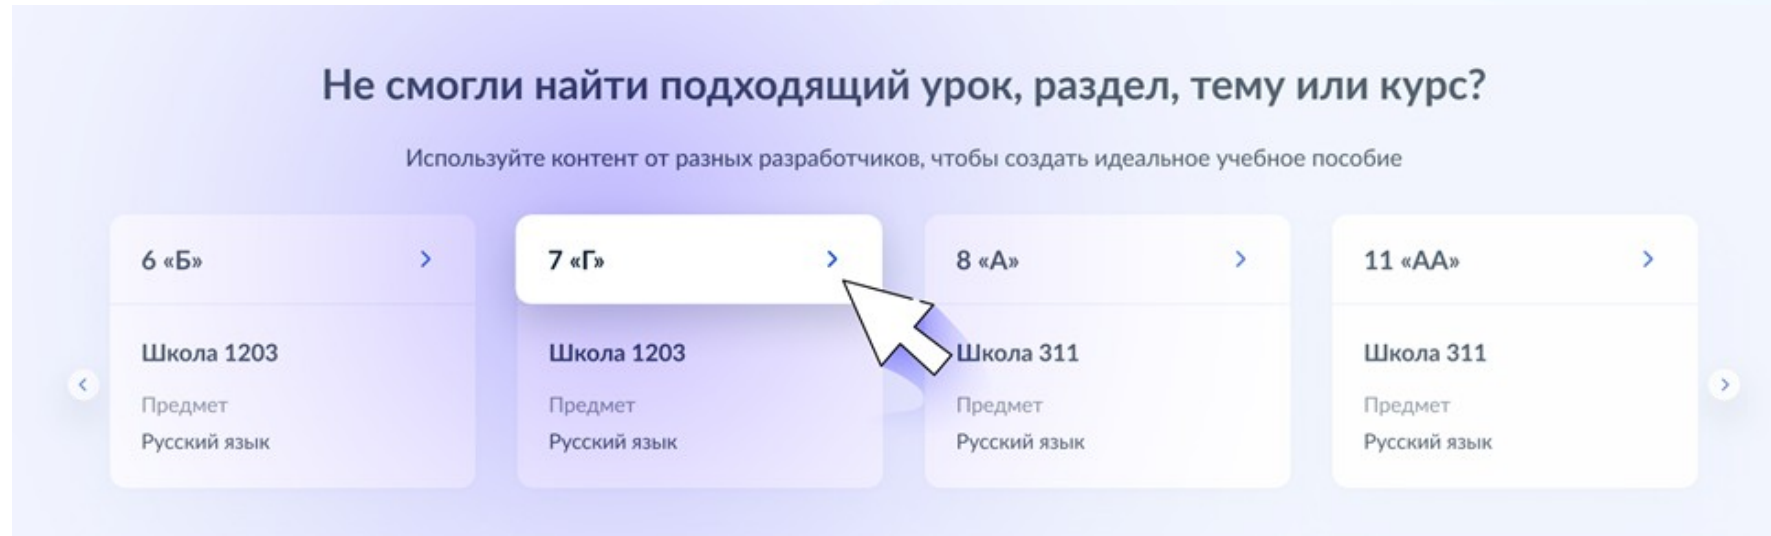 Не смогли найти подходящий урок, раздел, тему или курс?
Используйте контент от разных разработчиков, чтобы создать идеальное учебное пособие
6 «Б»
Школа 1203
Предмет
Русский язык
7 «Г»
Школа 1203
Предмет
Русский язык
8 «А»
Школа 311
Предмет
Русский язык
11 «АА»
Школа 311
Предмет
Русский язык